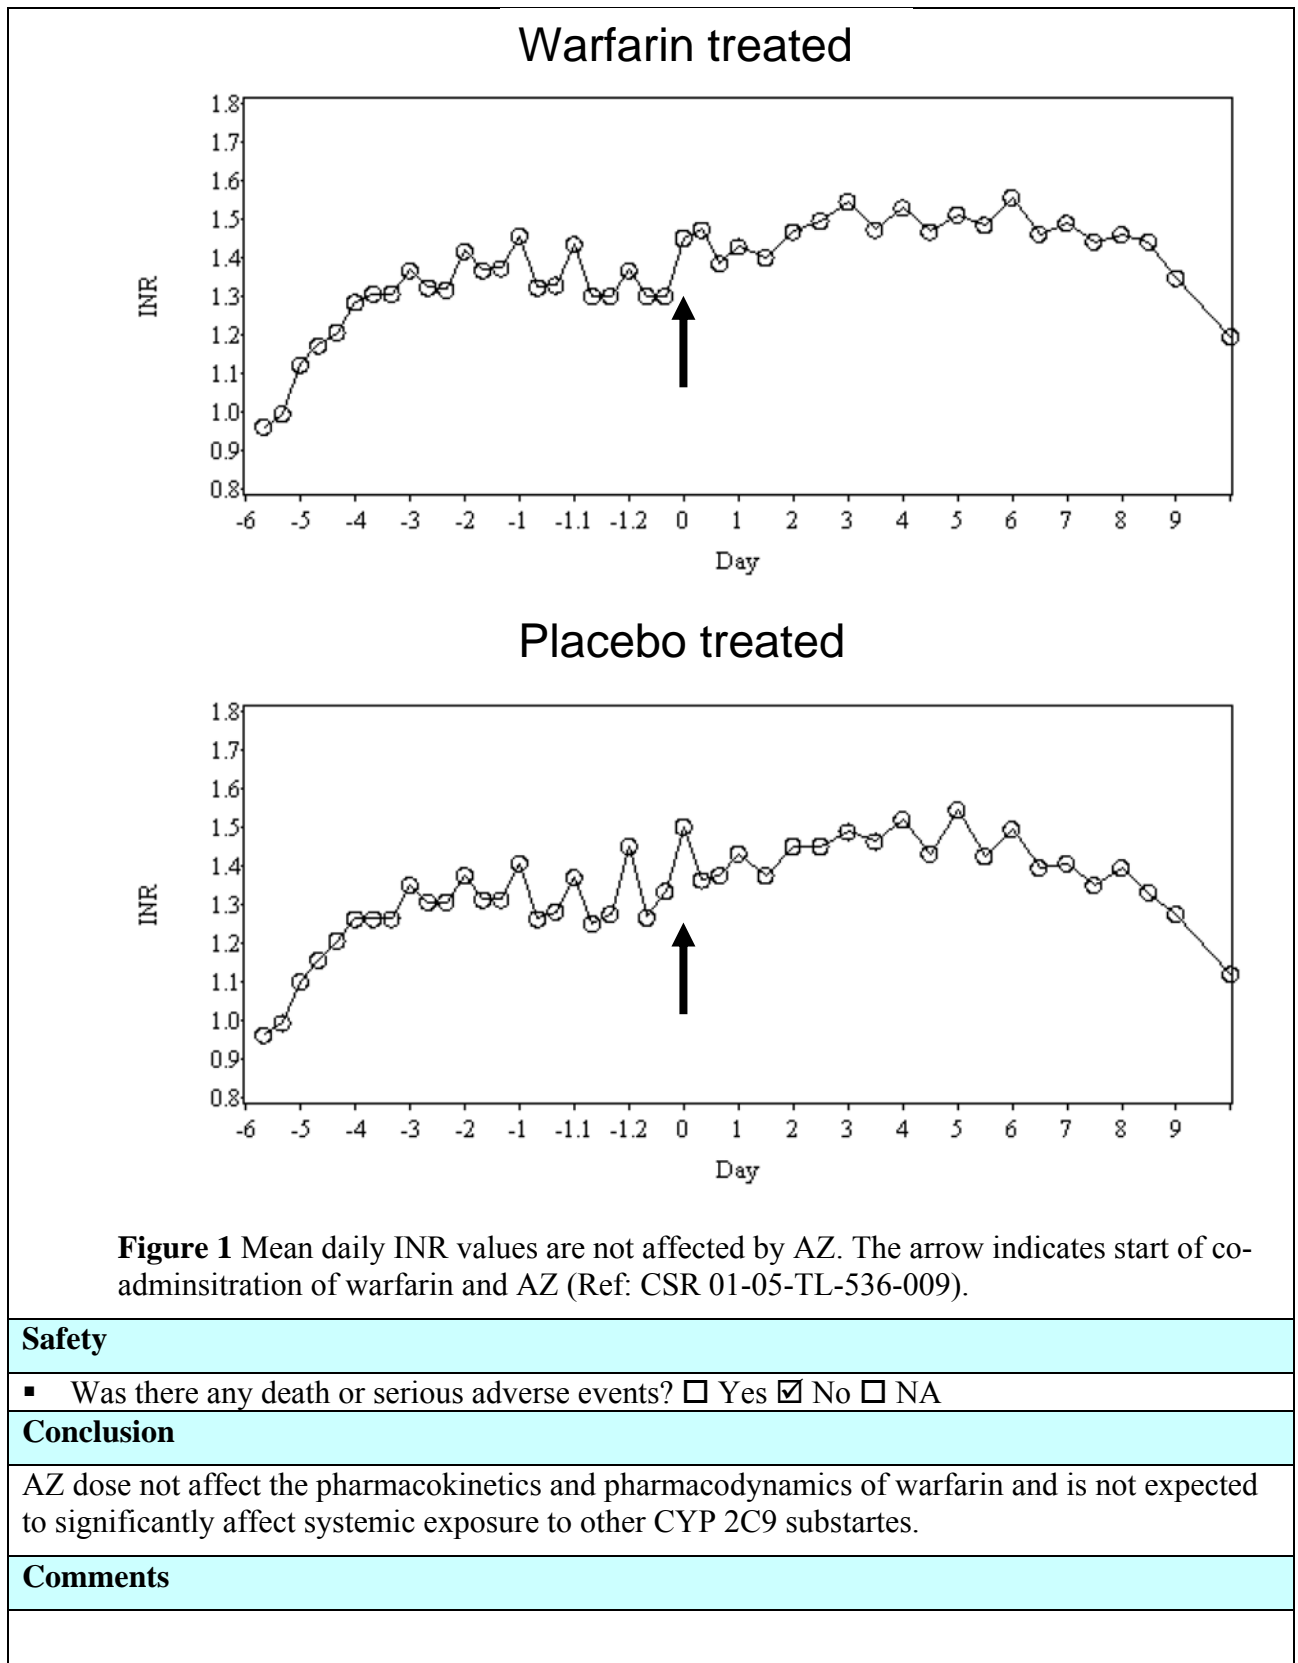 Warfarin treated
1.8
1.7
1.6
1.5
1.4
1.3
1.2
1.1
1.0
0.9
0.8
INR
-6 -5 -4 -3 -2 -1 -1.1 -1.2 0 1 2 3 4 5 6 7 8 9
Day
Placebo treated
1.8
1.7
1.6
1.5
1.4
1.3
1.2
1.1
1.0
0.9
0.8
INR
-6 -5 -4 -3 -2 -1 -1.1 -1.2 0 1 2 3 4 5 6 7 8 9
Day
Figure 1 Mean daily INR values are not affected by AZ. The arrow indicates start of co-
adminsitration of warfarin and AZ (Ref: CSR 01-05-TL-536-009).
Safety
▪ Was there any death or serious adverse events? ☐ Yes ☑ No ☐ NA
Conclusion
AZ dose not affect the pharmacokinetics and pharmacodynamics of warfarin and is not expected
to significantly affect systemic exposure to other CYP 2C9 substartes.
Comments